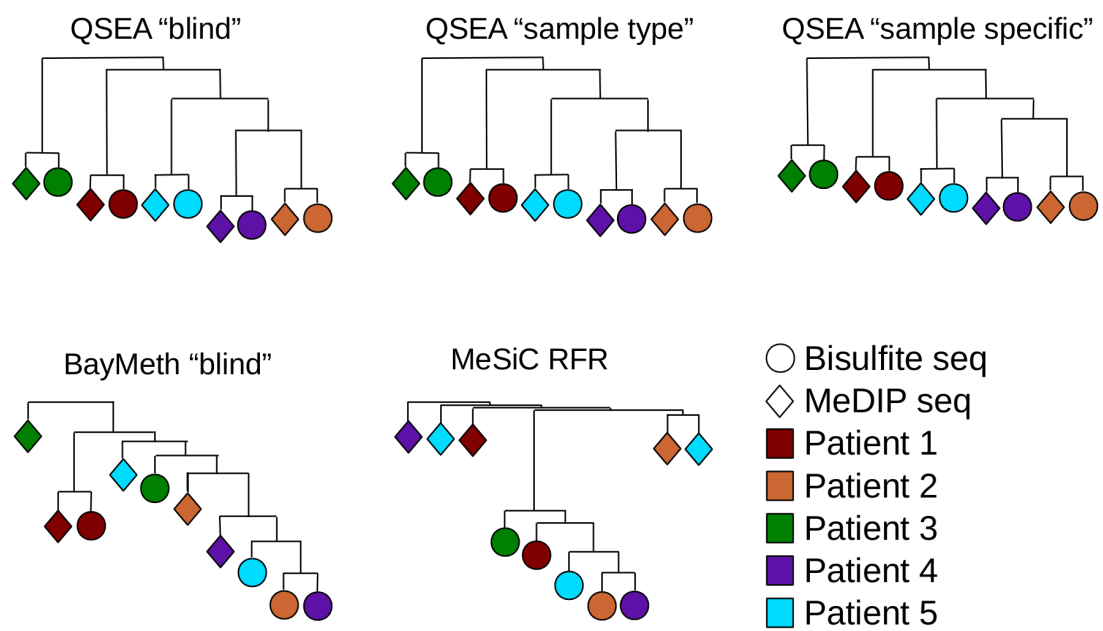 QSEA “blind”
QSEA “sample type”
QSEA “sample specific”
BayMeth “blind”
MeSiC RFR
Bisulfite seq
MeDIP seq
Patient 1
Patient 2
Patient 3
Patient 4
Patient 5